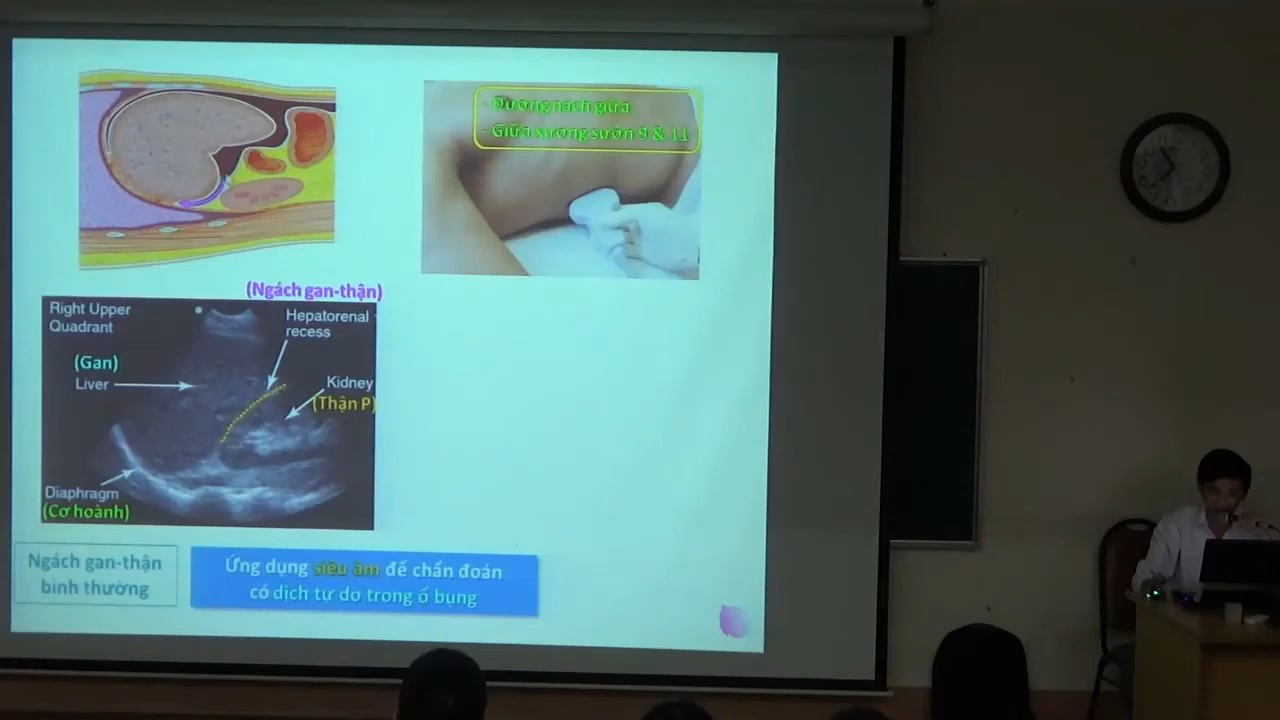 - Đường nách giữa
- Giữa xương sườn 9 & 11
(Ngách gan-thận)
Right Upper
Quadrant
Hepatorenal
recess
(Gan)
Liver
Kidney
(Thận P)
Diaphragm
(Cơ hoành)
Ngách gan-thận
bình thường
Ứng dụng siêu âm để chẩn đoán
có dịch tự do trong ổ bụng